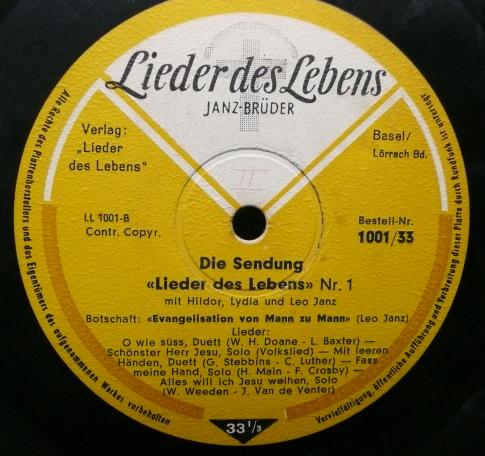 Lieder des Lebens
JANZ-BRÜDER
Verlag:
„Lieder
des Lebens“
Basel/
Lörrach Bd.
II
LL 1001-B
Contr. Copyr.
Bestell-Nr.
1001/33
Die Sendung
«Lieder des Lebens» Nr. 1
mit Hildor, Lydia und Leo Janz
Botschaft: «Evangelisation von Mann zu Mann» (Leo Janz)
Lieder:
O wie süss, Duett (W. H. Doane - L. Baxter) —
Schönster Herr Jesu, Solo (Volkslied) — Mit leeren
Händen, Duett (G. Stebbins - C. Luther) — Fass
meine Hand, Solo (H. Main - F. Crosby) —
Alles will ich Jesu weihen, Solo
(W. Weeden - J. Van de Venter)
33 1/3
Alle Rechte des Plattenherstellers und des Eigentümers des aufgenommenen Werkes vorbehalten
Vervielfältigung, öffentliche Aufführung und Verbreitung dieser Platte durch Rundfunk ist untersagt